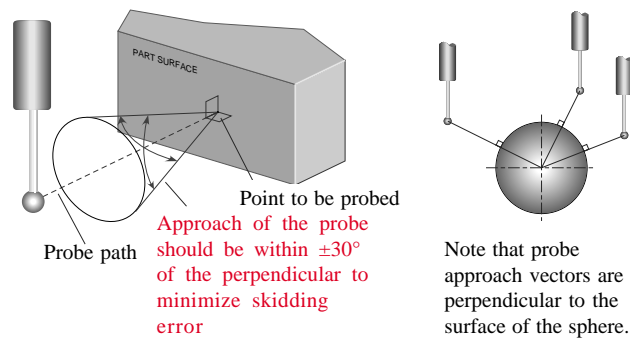 PART SURFACE
Point to be probed
Approach of the probe
should be within ±30°
of the perpendicular to
minimize skidding
error
Probe path
Note that probe
approach vectors are
perpendicular to the
surface of the sphere.